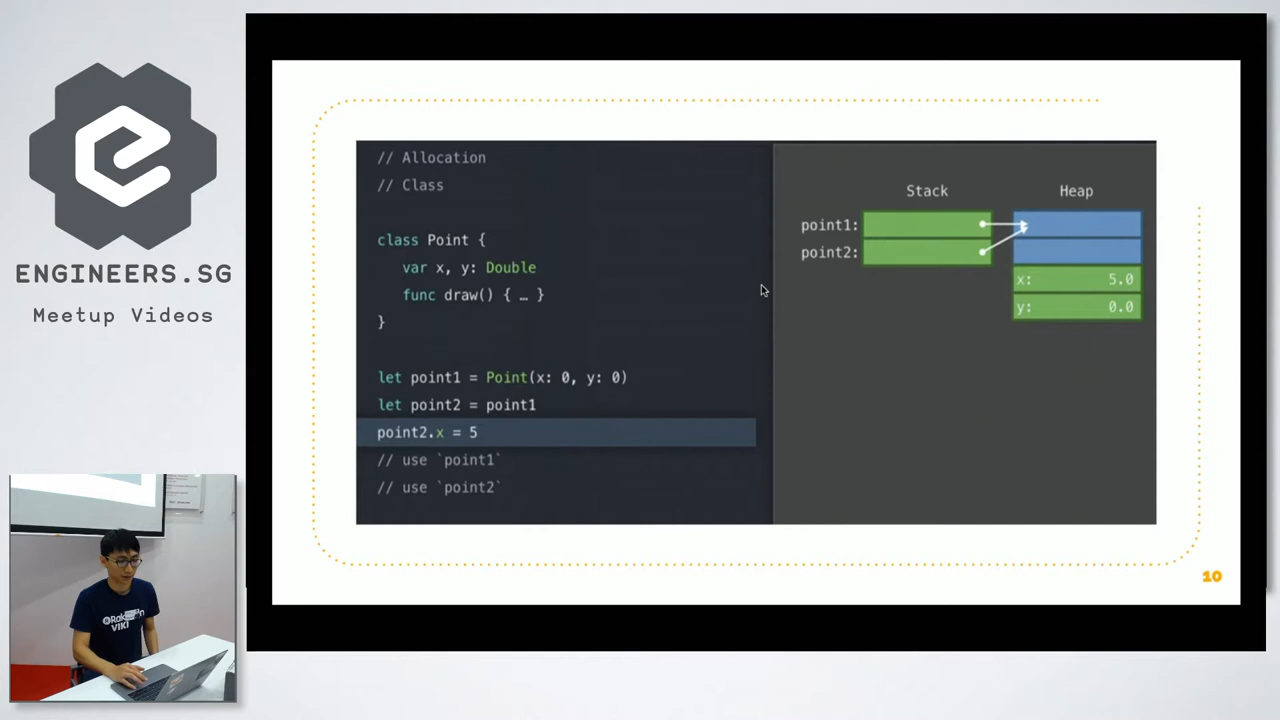 ENGINEERS.SG
Meetup Videos
// Allocation
// Class
class Point {
var x, y: Double
func draw() { … }
}
let point1 = Point(x: 0, y: 0)
let point2 = point1
point2.x = 5
// use `point1`
// use `point2`
Stack Heap
point1:
point2:
x: 5.0
y: 0.0
10
VIKI